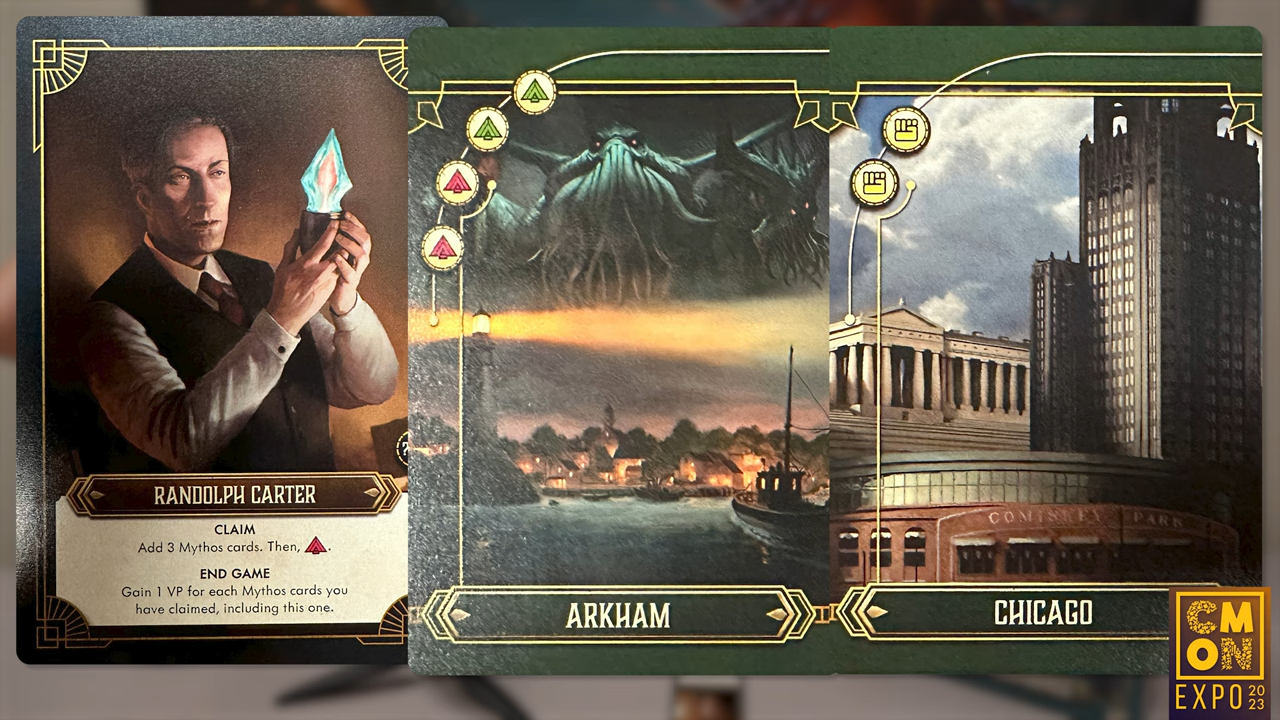 RANDOLPH CARTER
CLAIM
Add 3 Mythos cards. Then, .
END GAME
Gain 1 VP for each Mythos cards you
have claimed, including this one.
ARKHAM
COMISKEY PARK
CHICAGO
CMON
EXPO 2023